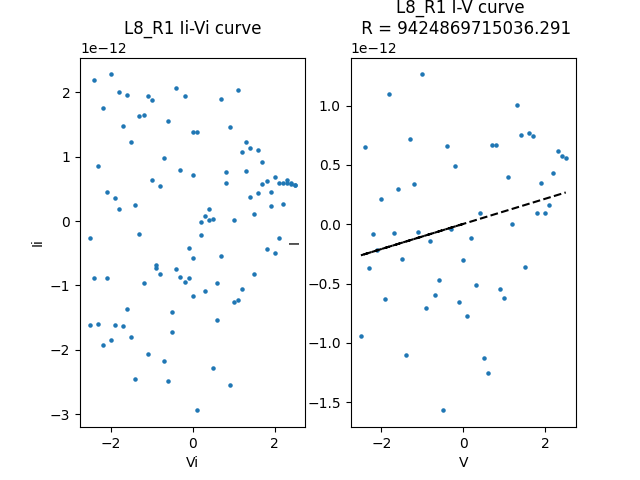 L8_R1 Ii-Vi curve
1e−12
2
1
0
−1
−2
−3
−2
0
2
Vi
Ii
L8_R1 I-V curve
R = 9424869715036.291
1e−12
1.0
0.5
0.0
−0.5
−1.0
−1.5
−2
0
2
V
I